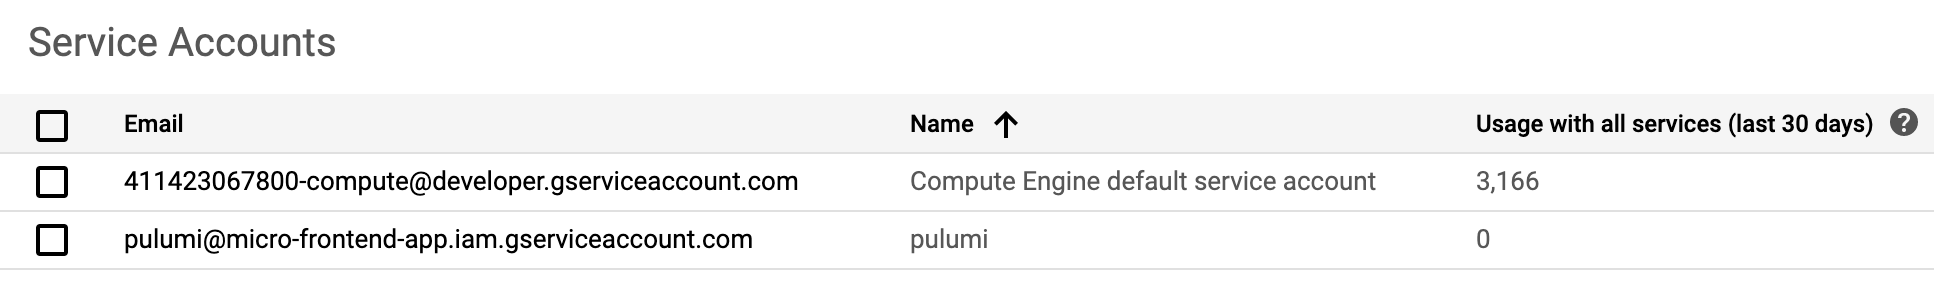 Service Accounts
Email Name ↑ Usage with all services (last 30 days) ?
411423067800-compute@developer.gserviceaccount.com Compute Engine default service account 3,166
pulumi@micro-frontend-app.iam.gserviceaccount.com pulumi 0